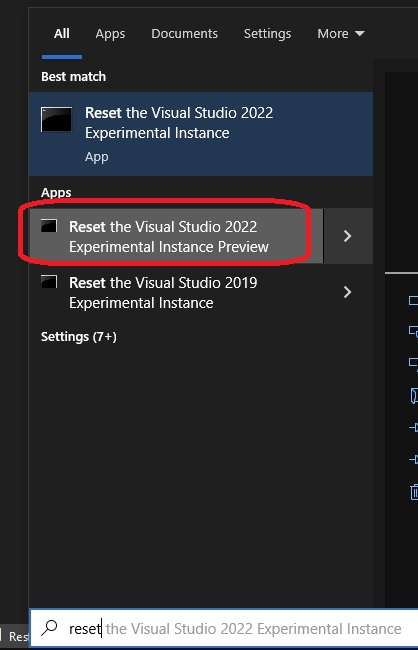 All Apps Documents Settings More
Best match
Reset the Visual Studio 2022
Experimental Instance
App
Apps
Reset the Visual Studio 2022
Experimental Instance Preview
Reset the Visual Studio 2019
Experimental Instance
Settings (7+)
Res
reset the Visual Studio 2022 Experimental Instance